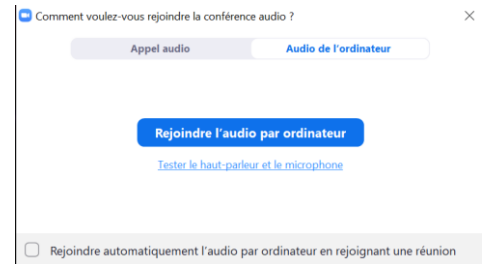 Comment voulez-vous rejoindre la conférence audio ?
Appel audio
Audio de l'ordinateur
Rejoindre l'audio par ordinateur
Tester le haut-parleur et le microphone
Rejoindre automatiquement l'audio par ordinateur en rejoignant une réunion